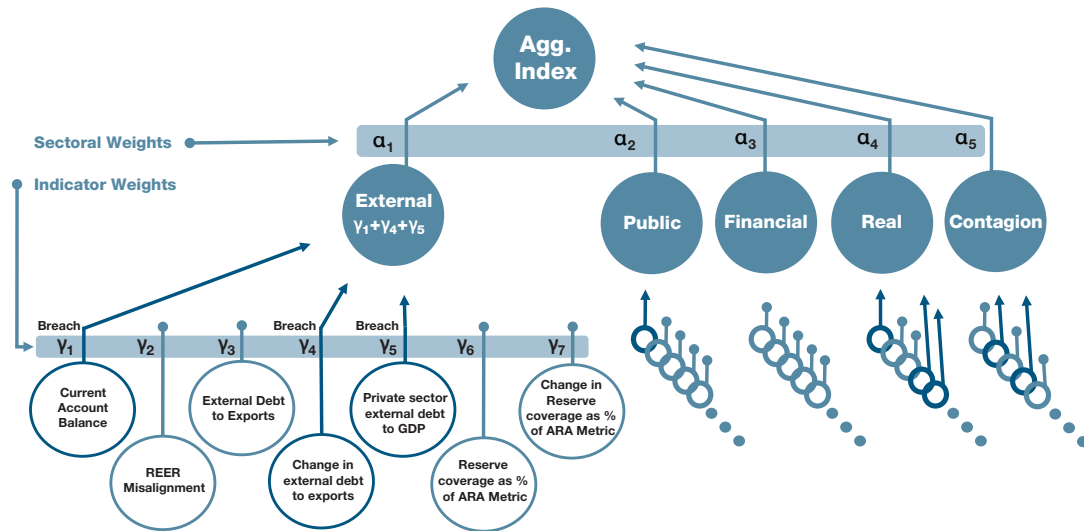 Agg.
Index
Sectoral Weights
α1
α2
α3
α4
α5
Indicator Weights
External
γ1+γ4+γ5
Public
Financial
Real
Contagion
Breach
Breach
Breach
γ1
γ2
γ3
γ4
γ5
γ6
γ7
Current
Account
Balance
REER
Misalignment
External Debt
to Exports
Change in
external debt
to exports
Private sector
external debt
to GDP
Reserve
coverage as %
of ARA Metric
Change in
Reserve
coverage as %
of ARA Metric